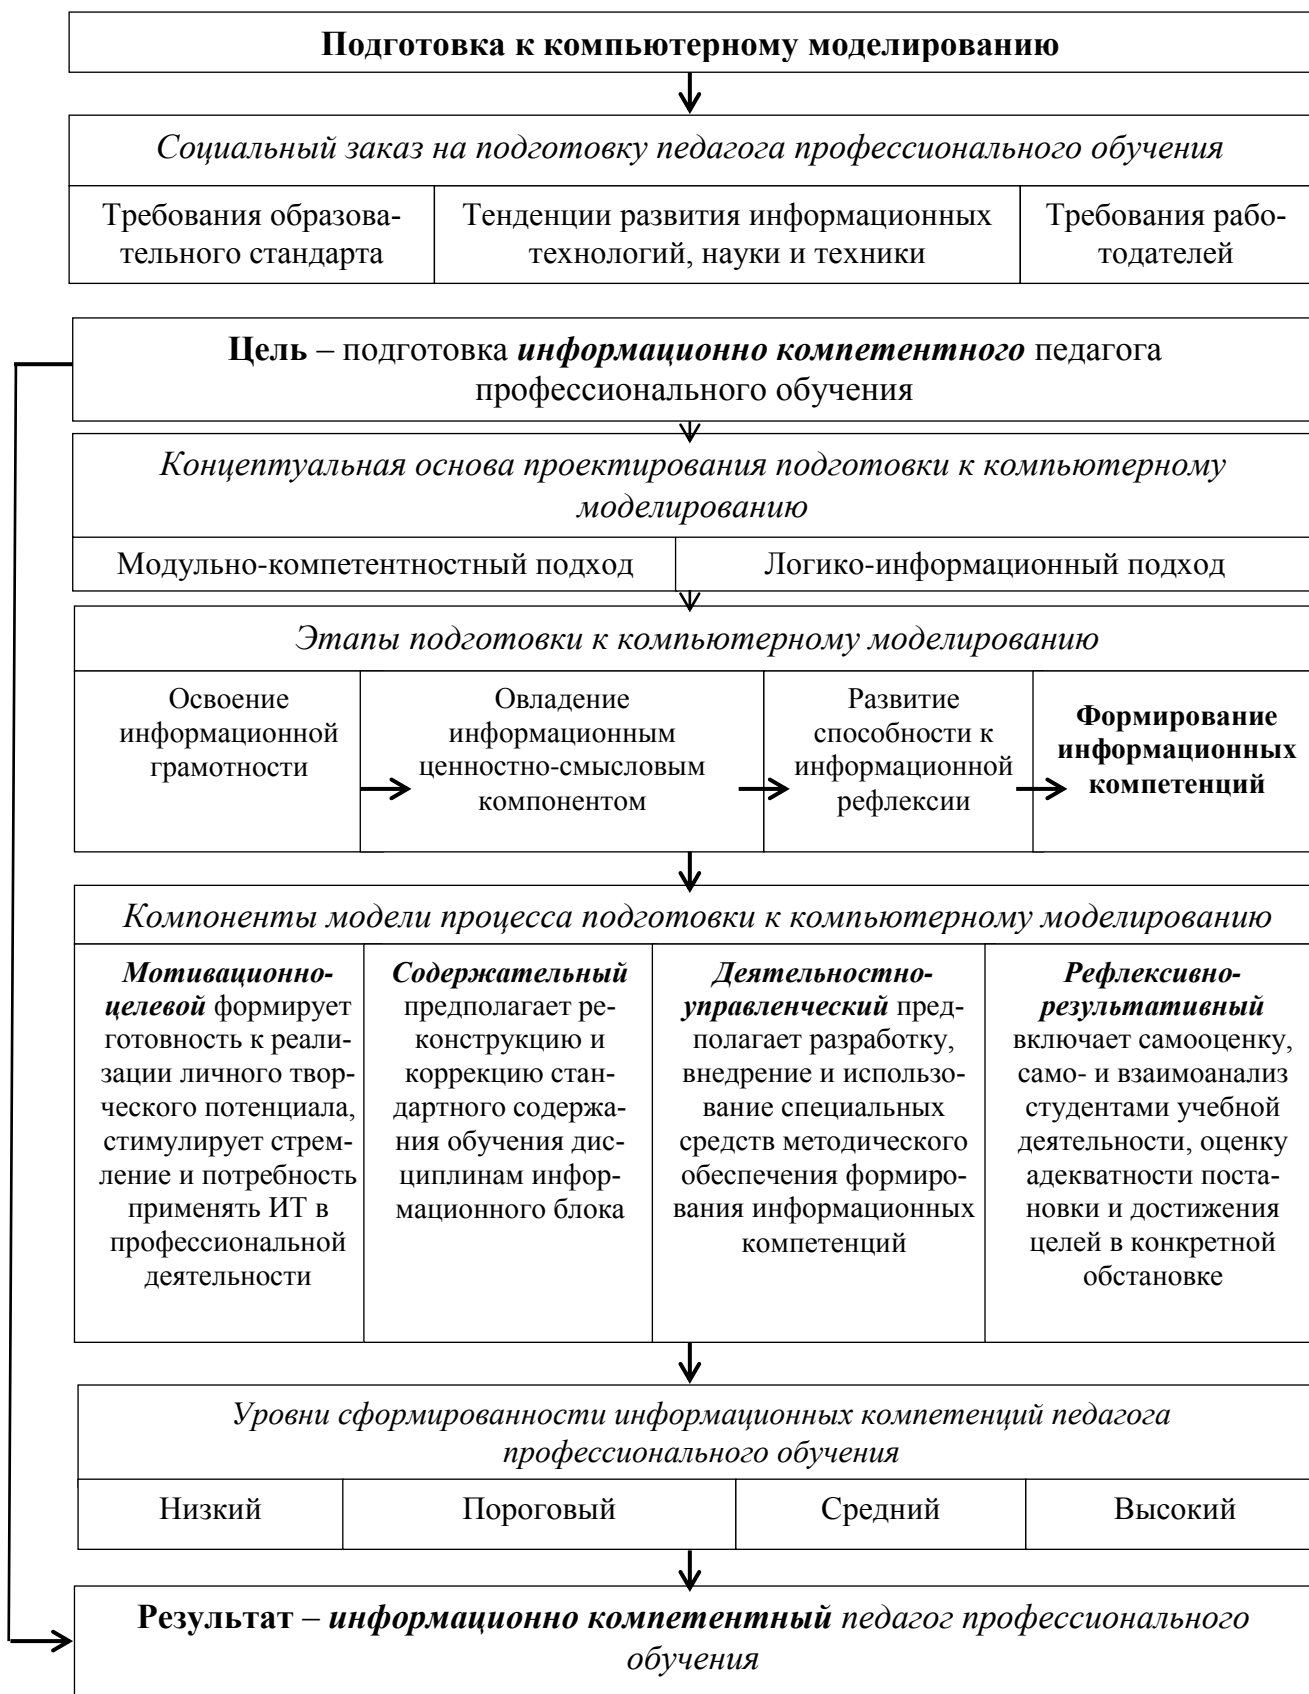 Подготовка к компьютерному моделированию
Социальный заказ на подготовку педагога профессионального обучения
Требования образова-
тельного стандарта
Тенденции развития информационных
технологий, науки и техники
Требования рабо-
тодателей
Цель – подготовка информационно компетентного педагога
профессионального обучения
Концептуальная основа проектирования подготовки к компьютерному
моделированию
Модульно-компетентностный подход
Логико-информационный подход
Этапы подготовки к компьютерному моделированию
Освоение
информационной
грамотности
Овладение
информационным
ценностно-смысловым
компонентом
Развитие
способности к
информационной
рефлексии
Формирование
информационных
компетенций
Компоненты модели процесса подготовки к компьютерному моделированию
Мотивационно-
целевой формирует
готовность к реали-
зации личного твор-
ческого потенциала,
стимулирует стрем-
ление и потребность
применять ИТ в
профессиональной
деятельности
Содержательный
предполагает ре-
конструкцию и
коррекцию стан-
дартного содержа-
ния обучения дис-
циплинам инфор-
мационного блока
Деятельностно-
управленческий пред-
полагает разработку,
внедрение и использо-
вание специальных
средств методического
обеспечения формиро-
вания информационных
компетенций
Рефлексивно-
результативный
включает самооценку,
само- и взаимоанализ
студентами учебной
деятельности, оценку
адекватности поста-
новки и достижения
целей в конкретной
обстановке
Уровни сформированности информационных компетенций педагога
профессионального обучения
Низкий
Пороговый
Средний
Высокий
Результат – информационно компетентный педагог профессионального
обучения